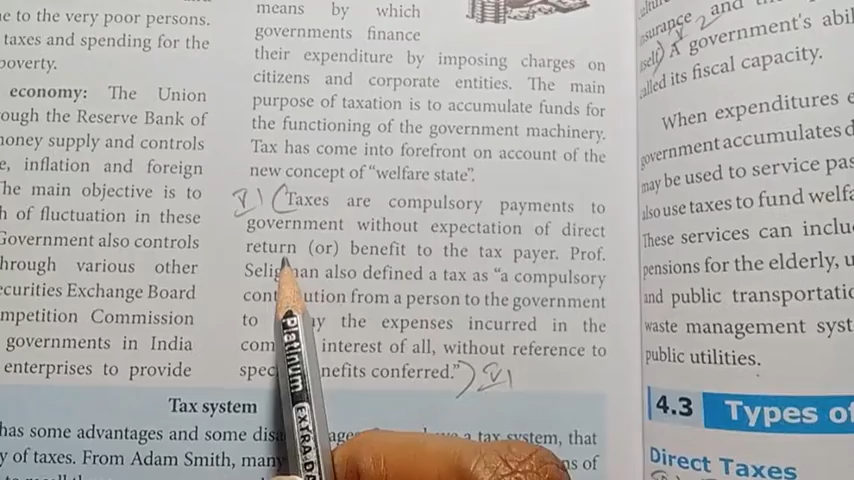 e to the very poor persons.
taxes and spending for the
poverty.
economy: The Union
ough the Reserve Bank of
money supply and controls
e, inflation and foreign
The main objective is to
h of fluctuation in these
Government also controls
hrough various other
ecurities Exchange Board
mpetition Commission
governments in India
enterprises to provide
means by which
governments finance
their expenditure by imposing charges on
citizens and corporate entities. The main
purpose of taxation is to accumulate funds for
the functioning of the government machinery.
Tax has come into forefront on account of the
new concept of "welfare state".
V 1 (Taxes are compulsory payments to
government without expectation of direct
return (or) benefit to the tax payer. Prof.
also defined a tax as "a compulsory
from a person to the government
to the expenses incurred in the
interest of all, without reference to
conferred.") V 1
Tax system
has some advantages and some a tax system, that
y of taxes. From Adam Smith, many
and
A government's abil
alled its fiscal capacity.
When expenditures e
government accumulates d
may be used to service pas
also use taxes to fund welfa
These services can inclu
pensions for the elderly, u
and public transportatio
waste management syst
public utilities.
4.3 Types of
Direct Taxes